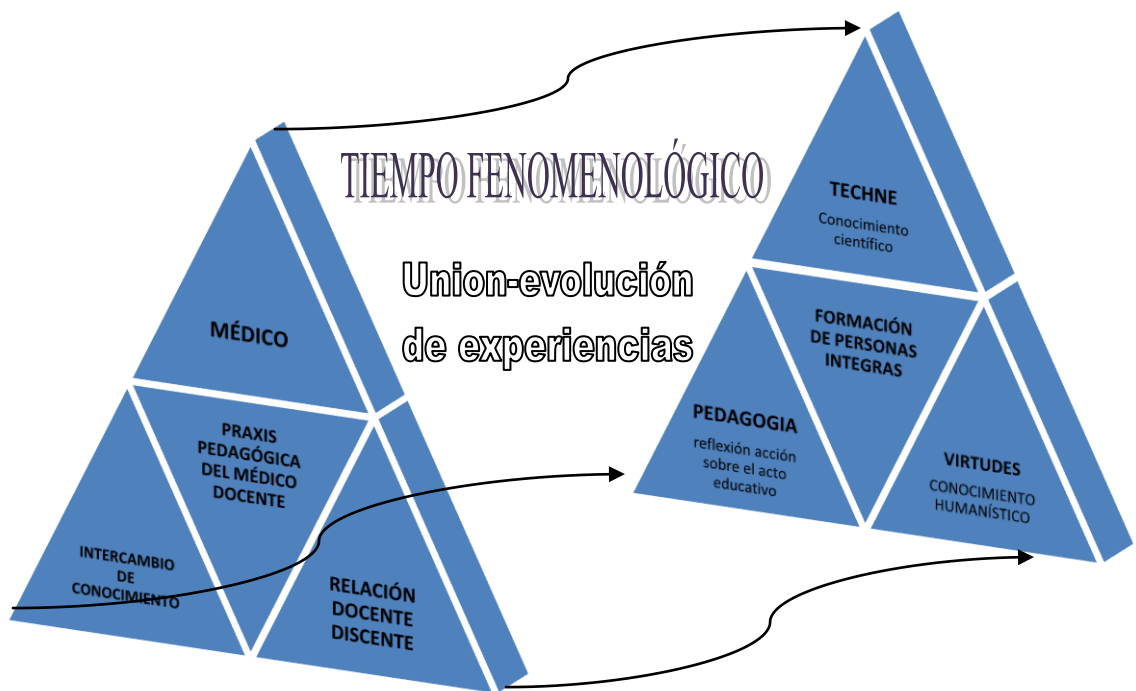 TIEMPO FENOMENOLÓGICO
Union-evolución
de experiencias
MÉDICO
PRAXIS
PEDAGÓGICA
DEL MÉDICO
DOCENTE
INTERCAMBIO
DE
CONOCIMIENTO
RELACIÓN
DOCENTE
DISCENTE
TECHNE
Conocimiento
científico
FORMACIÓN
DE PERSONAS
INTEGRAS
PEDAGOGIA
reflexión acción
sobre el acto
educativo
VIRTUDES
CONOCIMIENTO
HUMANÍSTICO